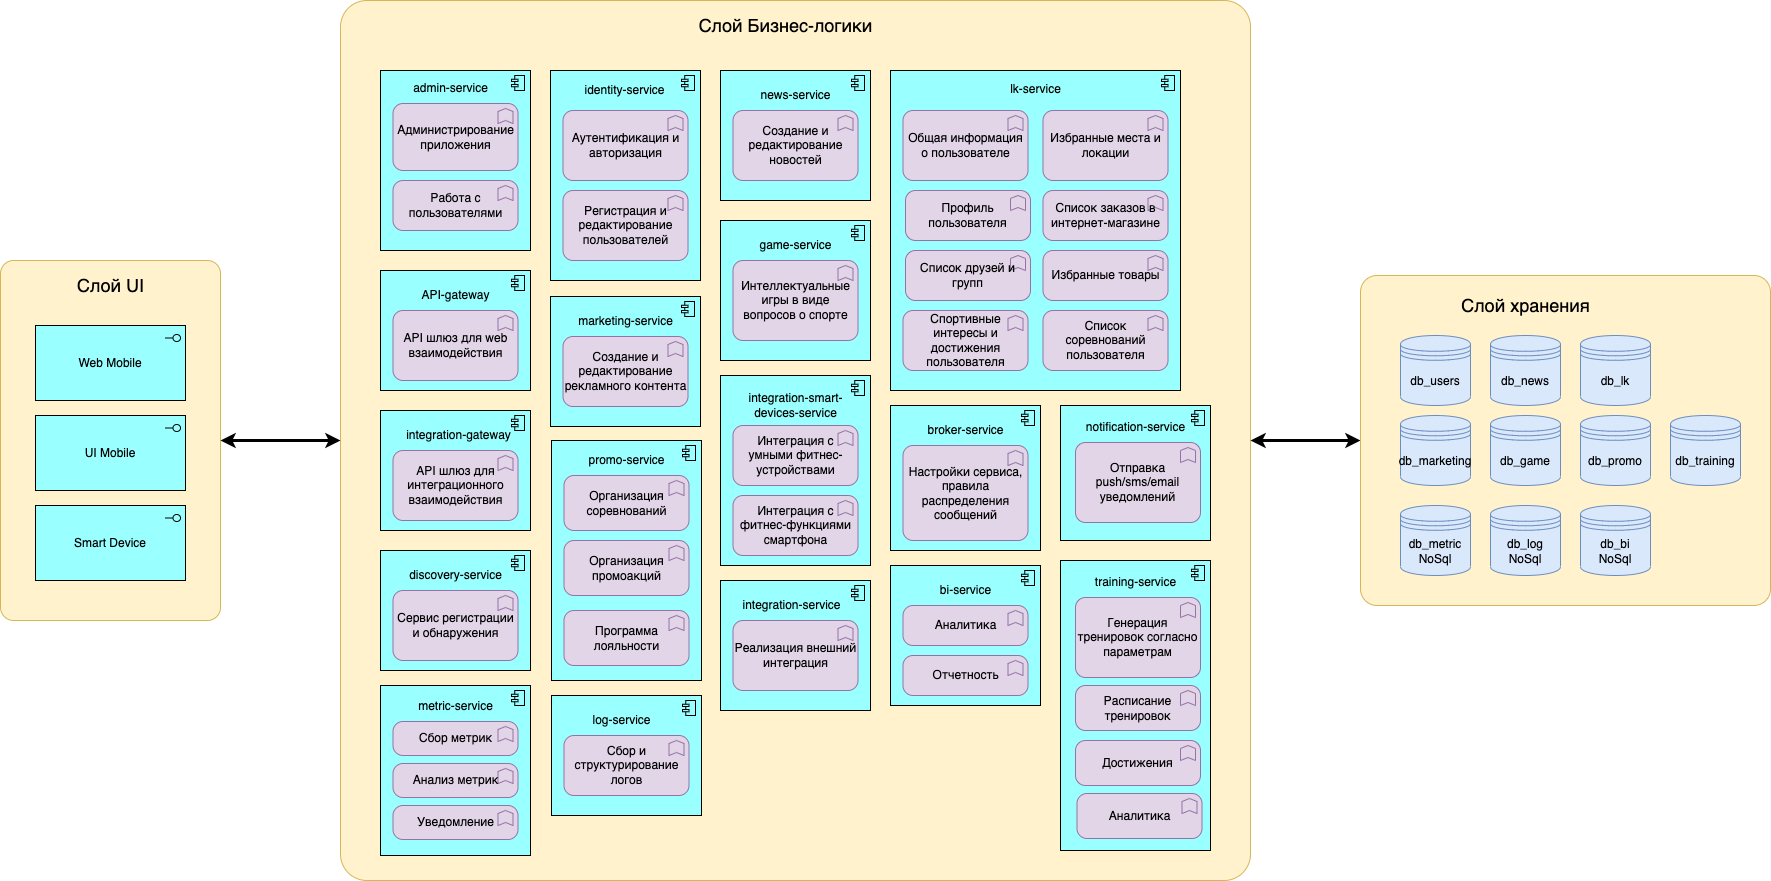 Слой UI
Web Mobile
UI Mobile
Smart Device
Слой Бизнес-логики
admin-service
Администрирование
приложения
Работа с
пользователями
API-gateway
API шлюз для web
взаимодействия
integration-gateway
API шлюз для
интеграционного
взаимодействия
discovery-service
Сервис регистрации
и обнаружения
metric-service
Сбор метрик
Анализ метрик
Уведомление
identity-service
Аутентификация и
авторизация
Регистрация и
редактирование
пользователей
marketing-service
Создание и
редактирование
рекламного контента
promo-service
Организация
соревнований
Организация
промоакций
Программа
лояльности
log-service
Сбор и
структурирование
логов
news-service
Создание и
редактирование
новостей
game-service
Интеллектуальные
игры в виде
вопросов о спорте
integration-smart-
devices-service
Интеграция с
умными фитнес-
устройствами
Интеграция с
фитнес-функциями
смартфона
integration-service
Реализация внешний
интеграция
lk-service
Общая информация
о пользователе
Избранные места и
локации
Профиль
пользователя
Список заказов в
интернет-магазине
Список друзей и
групп
Избранные товары
Спортивные
интересы и
достижения
пользователя
Список
соревнований
пользователя
broker-service
Настройки сервиса,
правила
распределения
сообщений
bi-service
Аналитика
Отчетность
notification-service
Отправка
push/sms/email
уведомлений
training-service
Генерация
тренировок согласно
параметрам
Расписание
тренировок
Достижения
Аналитика
Слой хранения
db_users
db_news
db_lk
db_marketing
db_game
db_promo
db_training
db_metric
NoSql
db_log
NoSql
db_bi
NoSql